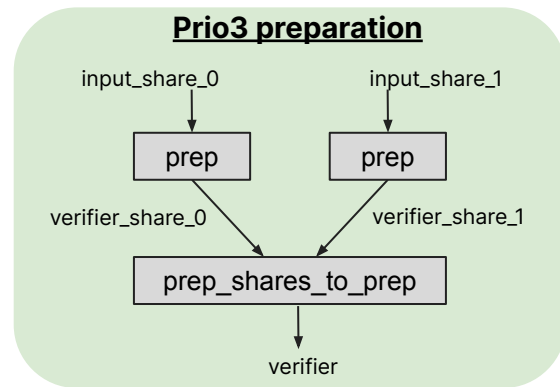 Prio3 preparation
input_share_0
input_share_1
prep
prep
verifier_share_0
verifier_share_1
prep_shares_to_prep
verifier